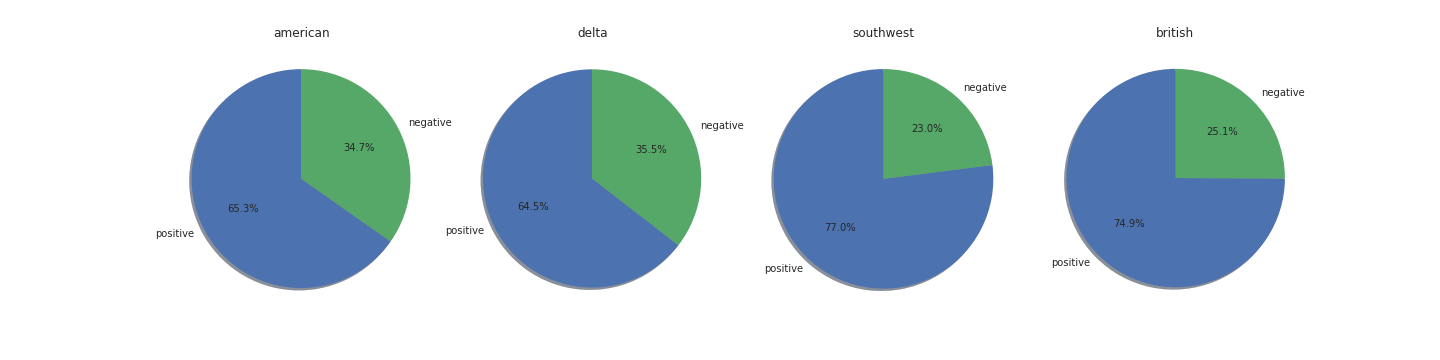 american
negative
34.7%
65.3%
positive
delta
negative
35.5%
64.5%
positive
southwest
negative
23.0%
77.0%
positive
british
negative
25.1%
74.9%
positive